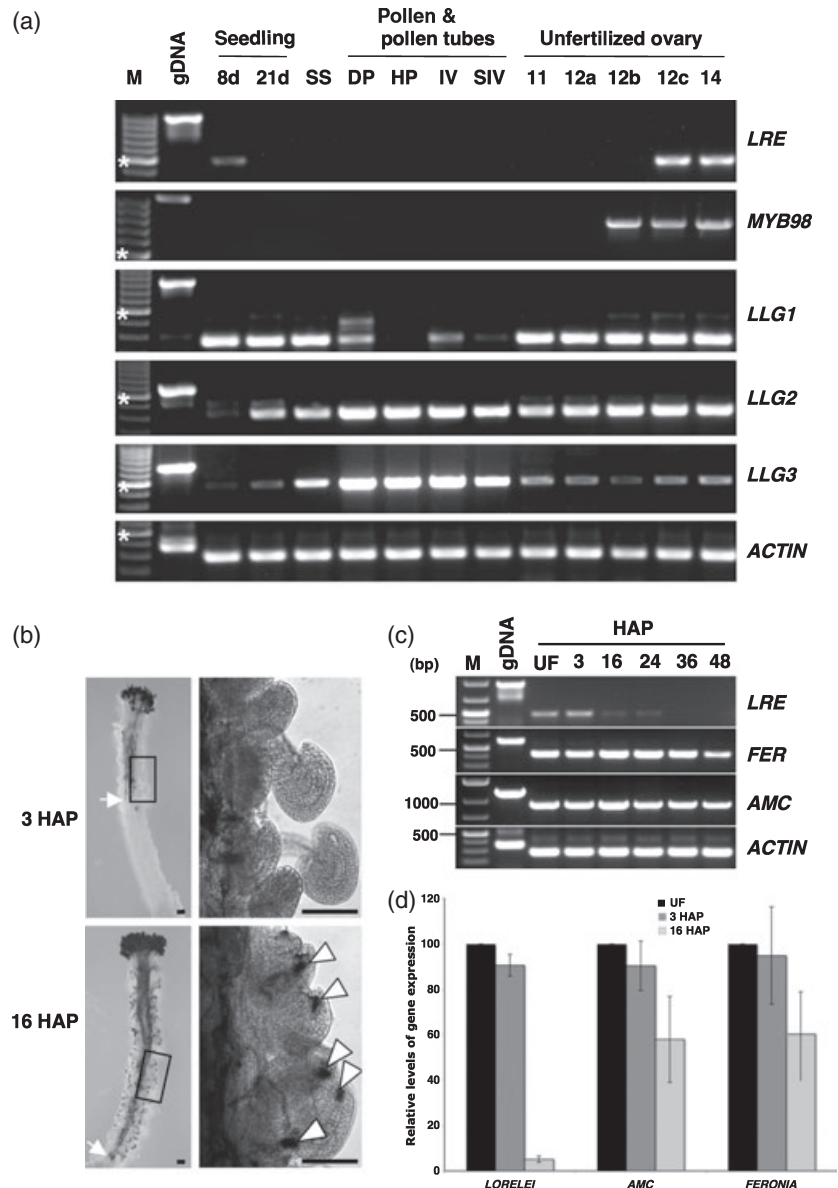 (a)
Seedling
Pollen & pollen tubes
Unfertilized ovary
M gDNA 8d 21d SS DP HP IV SIV 11 12a 12b 12c 14
* LRE
* MYB98
* LLG1
* LLG2
* LLG3
* ACTIN
(b)
3 HAP
16 HAP
(c)
HAP
(bp) M gDNA UF 3 16 24 36 48
500 LRE
500 FER
1000 AMC
500 ACTIN
(d)
Relative levels of gene expression
120
100
80
60
40
20
0
UF
3 HAP
16 HAP
LORELEI AMC FERONIA